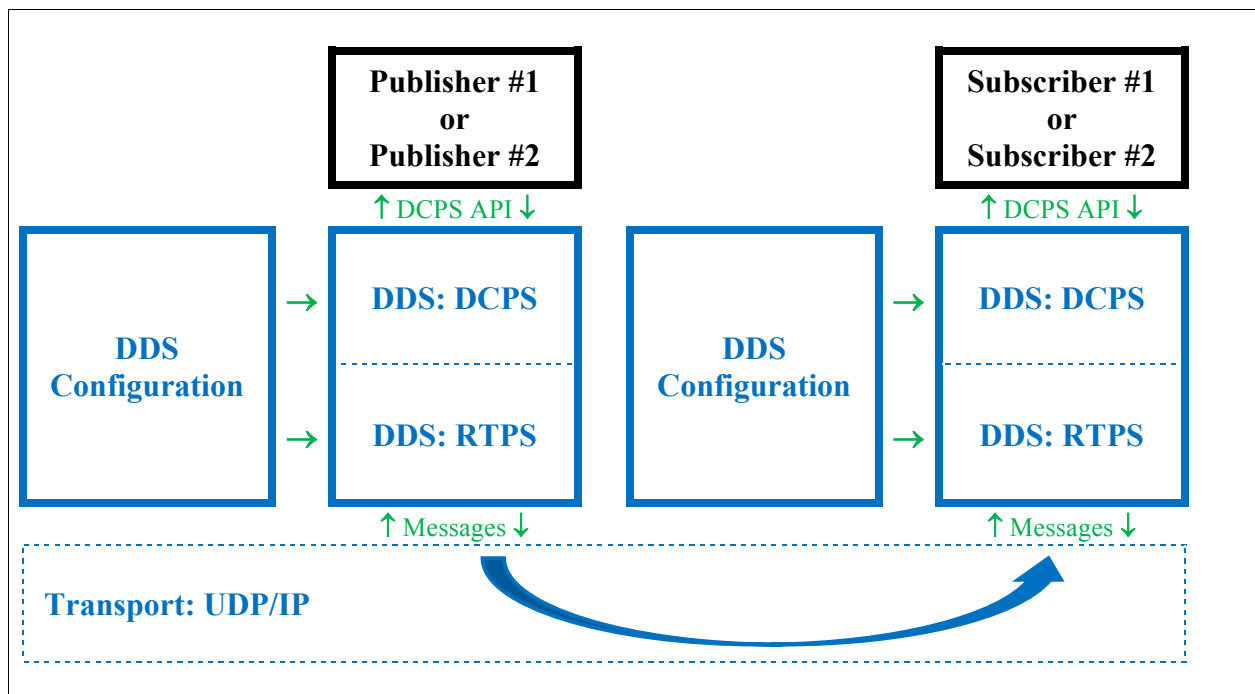 Publisher #1
or
Publisher #2
Subscriber #1
or
Subscriber #2
↑ DCPS API ↓
↑ DCPS API ↓
DDS
Configuration
→
→
DDS: DCPS
DDS: RTPS
DDS
Configuration
→
→
DDS: DCPS
DDS: RTPS
↑ Messages ↓
↑ Messages ↓
Transport: UDP/IP